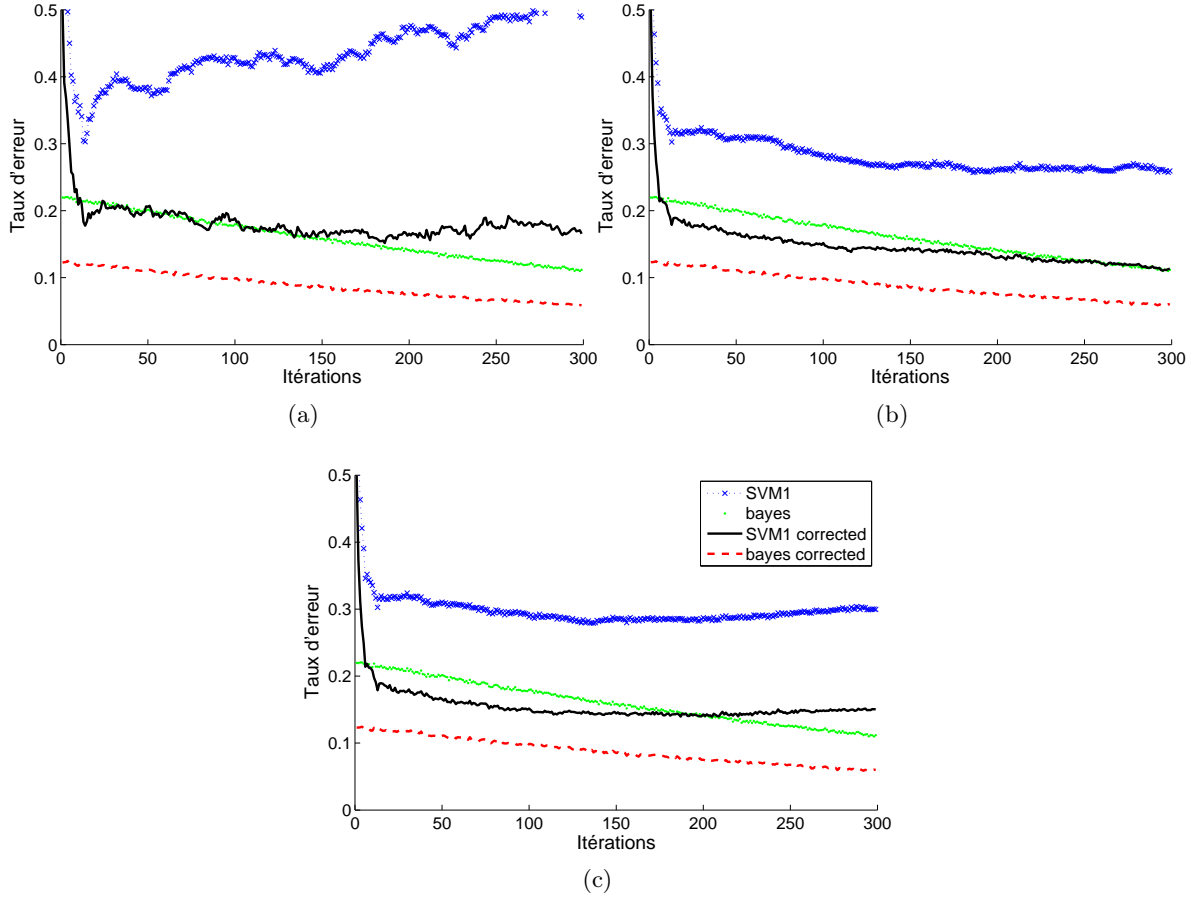 0.5
0.4
0.3
0.2
0.1
0
Taux d'erreur
0 50 100 150 200 250 300
Itérations
(a)
0.5
0.4
0.3
0.2
0.1
0
Taux d'erreur
0 50 100 150 200 250 300
Itérations
(b)
0.5
0.4
0.3
0.2
0.1
0
Taux d'erreur
SVM1
bayes
SVM1 corrected
bayes corrected
0 50 100 150 200 250 300
Itérations
(c)